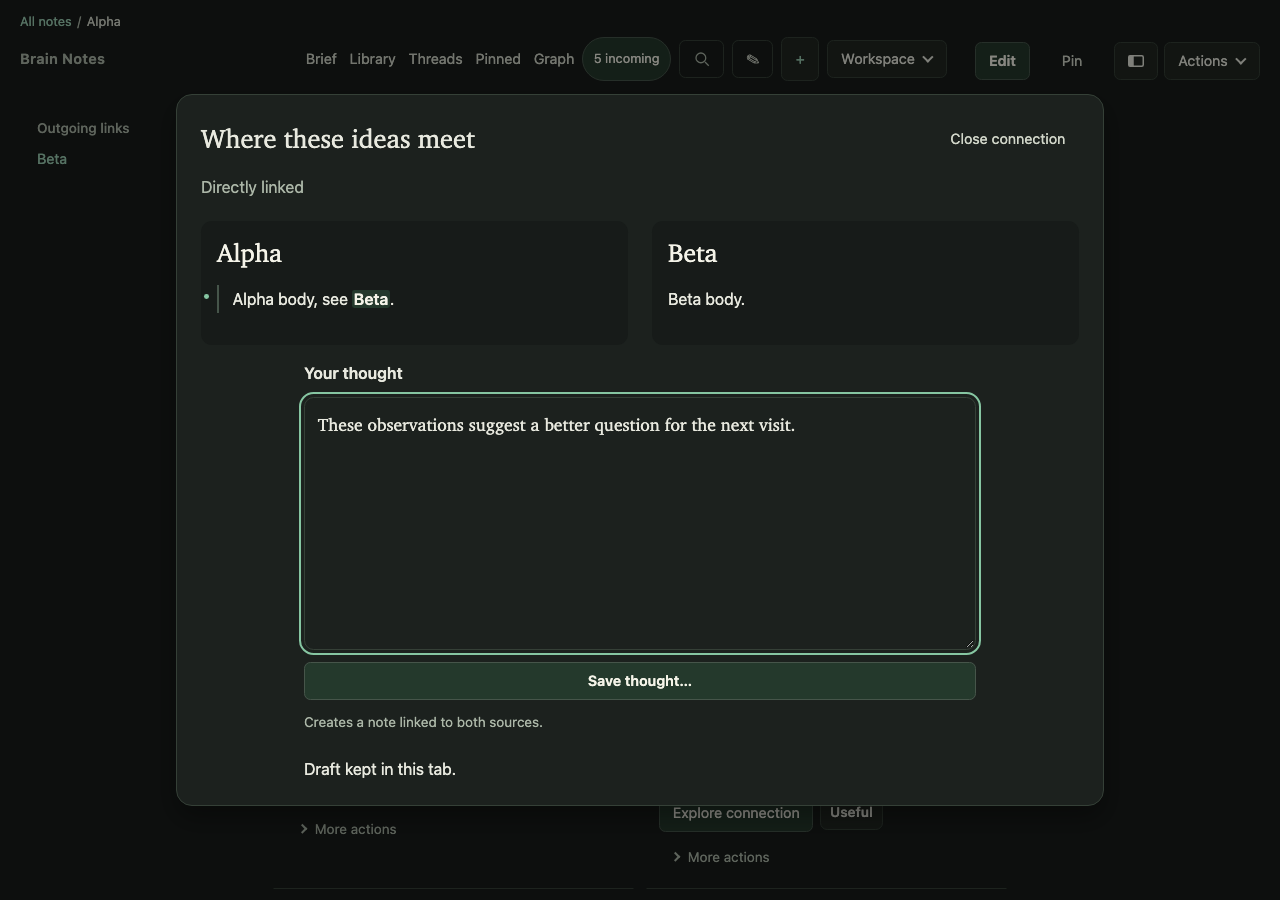 All notes / Alpha
Brain Notes
Brief Library Threads Pinned Graph 5 incoming + Workspace Edit Pin Actions
Outgoing links
Beta
Where these ideas meet
Close connection
Directly linked
Alpha
Alpha body, see Beta.
Beta
Beta body.
Your thought
These observations suggest a better question for the next visit.
Save thought...
Creates a note linked to both sources.
Draft kept in this tab.
More actions
Explore connection Useful
More actions